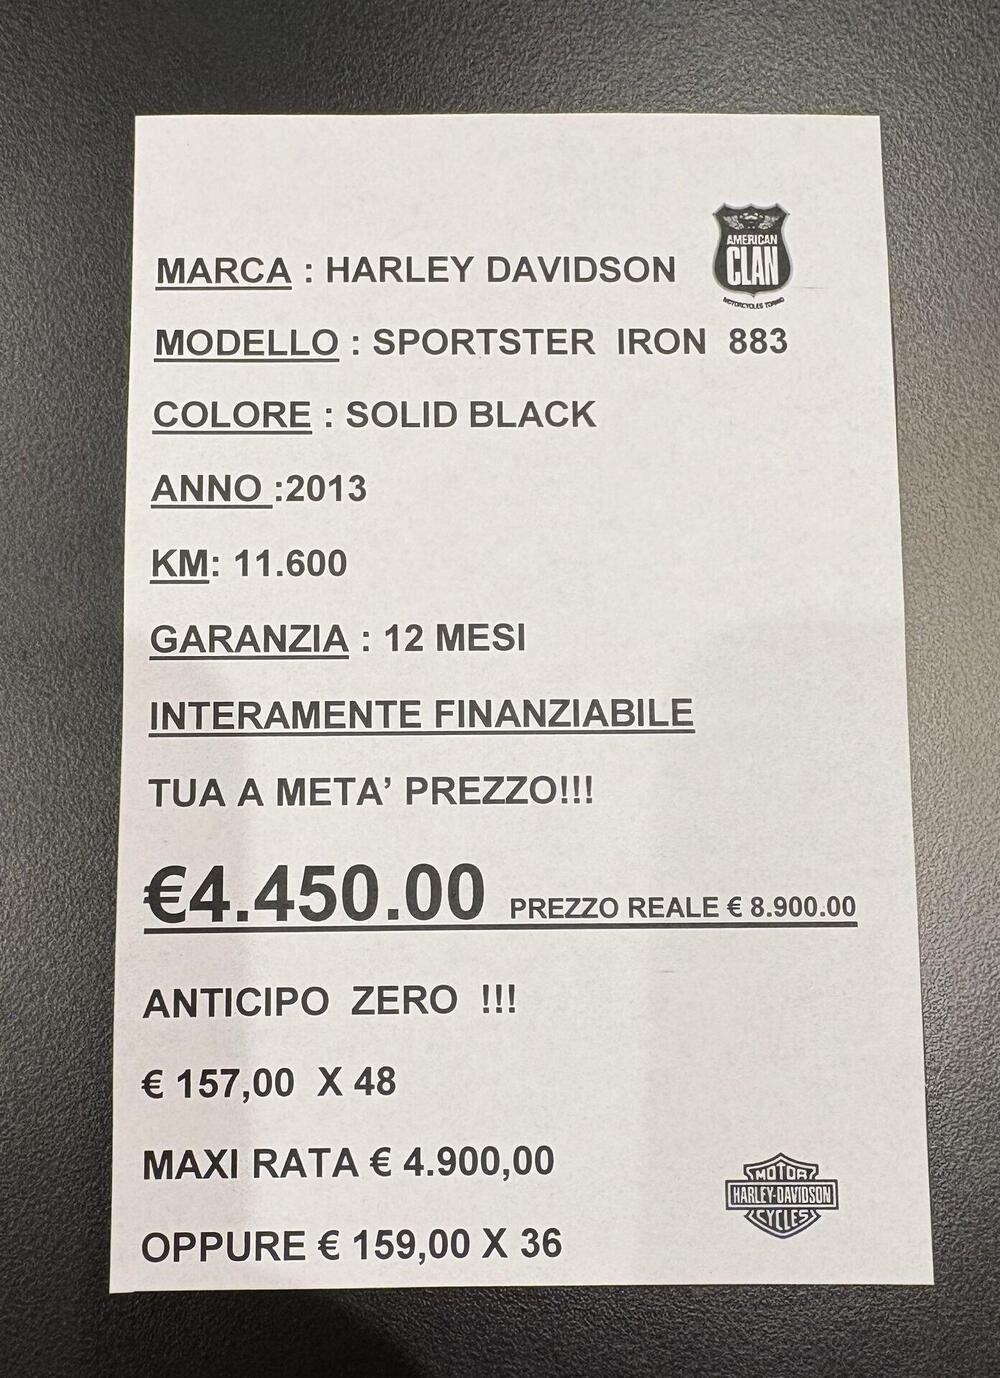 AMERICAN
CLAN
MOTORCYCLES TORINO
MARCA : HARLEY DAVIDSON
MODELLO : SPORTSTER IRON 883
COLORE : SOLID BLACK
ANNO :2013
KM: 11.600
GARANZIA : 12 MESI
INTERAMENTE FINANZIABILE
TUA A META’ PREZZO!!!
€4.450.00 PREZZO REALE € 8.900.00
ANTICIPO ZERO !!!
€ 157,00 X 48
MAXI RATA € 4.900,00
OPPURE € 159,00 X 36
MOTOR
HARLEY-DAVIDSON
CYCLES